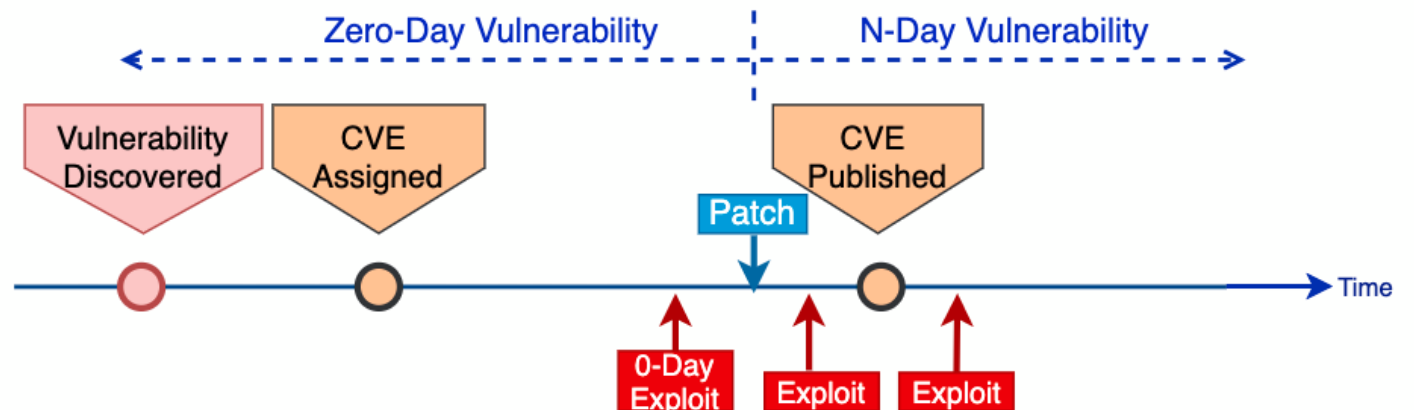 Zero-Day Vulnerability
N-Day Vulnerability
Vulnerability
Discovered
CVE
Assigned
CVE
Published
Patch
Time
0-Day
Exploit
Exploit
Exploit